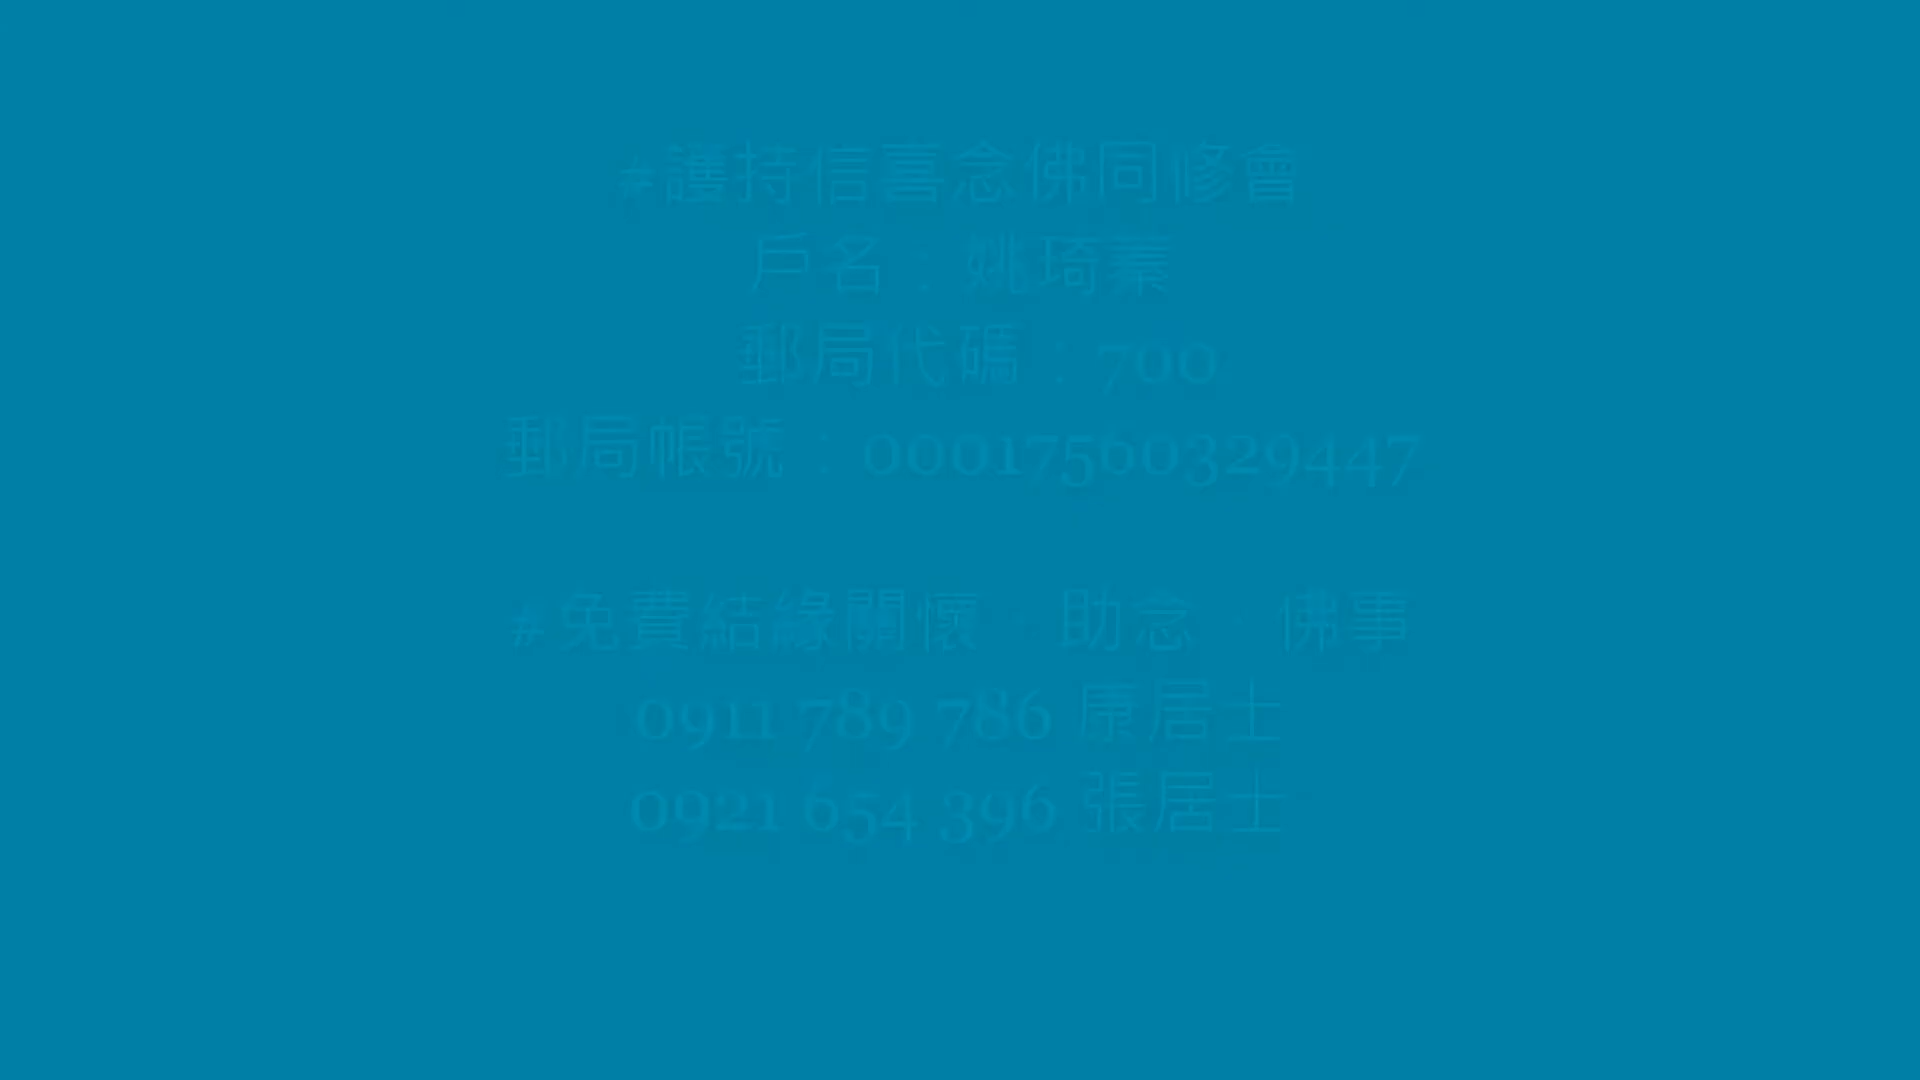 #護持信喜念佛同修會
戶名：姚琦蓁
郵局代碼：700
郵局帳號：00017560329447
#免費結緣關懷、助念、佛事
0911 789 786 康居士
0921 654 396 張居士